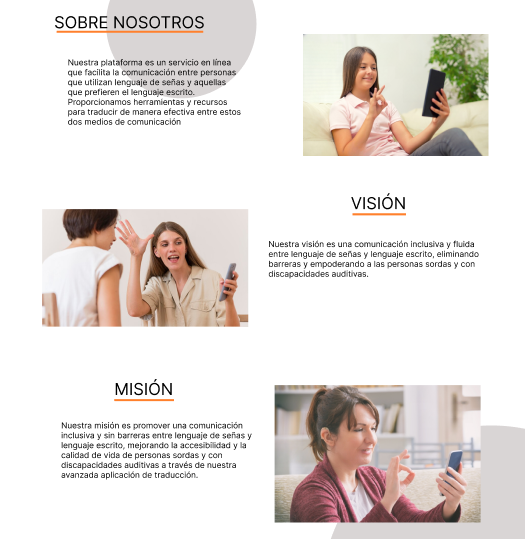 SOBRE NOSOTROS
Nuestra plataforma es un servicio en línea
que facilita la comunicación entre personas
que utilizan lenguaje de señas y aquellas
que prefieren el lenguaje escrito.
Proporcionamos herramientas y recursos
para traducir de manera efectiva entre estos
dos medios de comunicación
VISIÓN
Nuestra visión es una comunicación inclusiva y fluida
entre lenguaje de señas y lenguaje escrito, eliminando
barreras y empoderando a las personas sordas y con
discapacidades auditivas.
MISIÓN
Nuestra misión es promover una comunicación
inclusiva y sin barreras entre lenguaje de señas y
lenguaje escrito, mejorando la accesibilidad y la
calidad de vida de personas sordas y con
discapacidades auditivas a través de nuestra
avanzada aplicación de traducción.